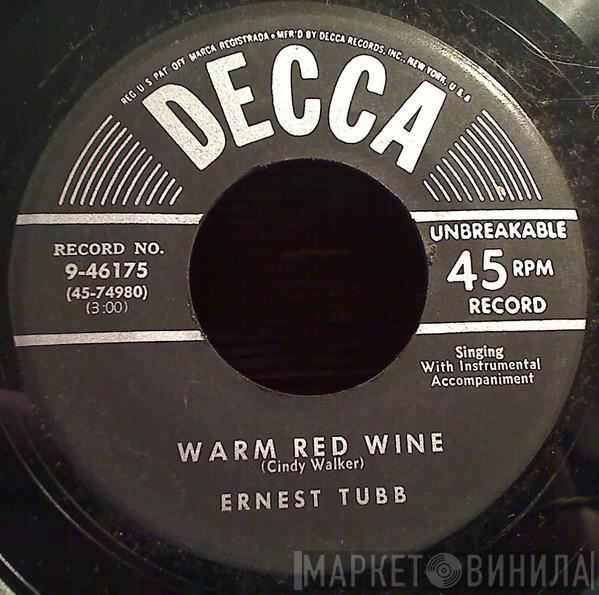 REG. U S PAT OFF MARCA REGISTRADA • MFR'D BY DECCA RECORDS, INC., NEW YORK, U S A
DECCA
RECORD NO.
9-46175
(45-74980)
(3:00)
UNBREAKABLE
45 RPM
RECORD
Singing
With Instrumental
Accompaniment
WARM RED WINE
(Cindy Walker)
ERNEST TUBB
МАРКЕТ ВИНИЛА